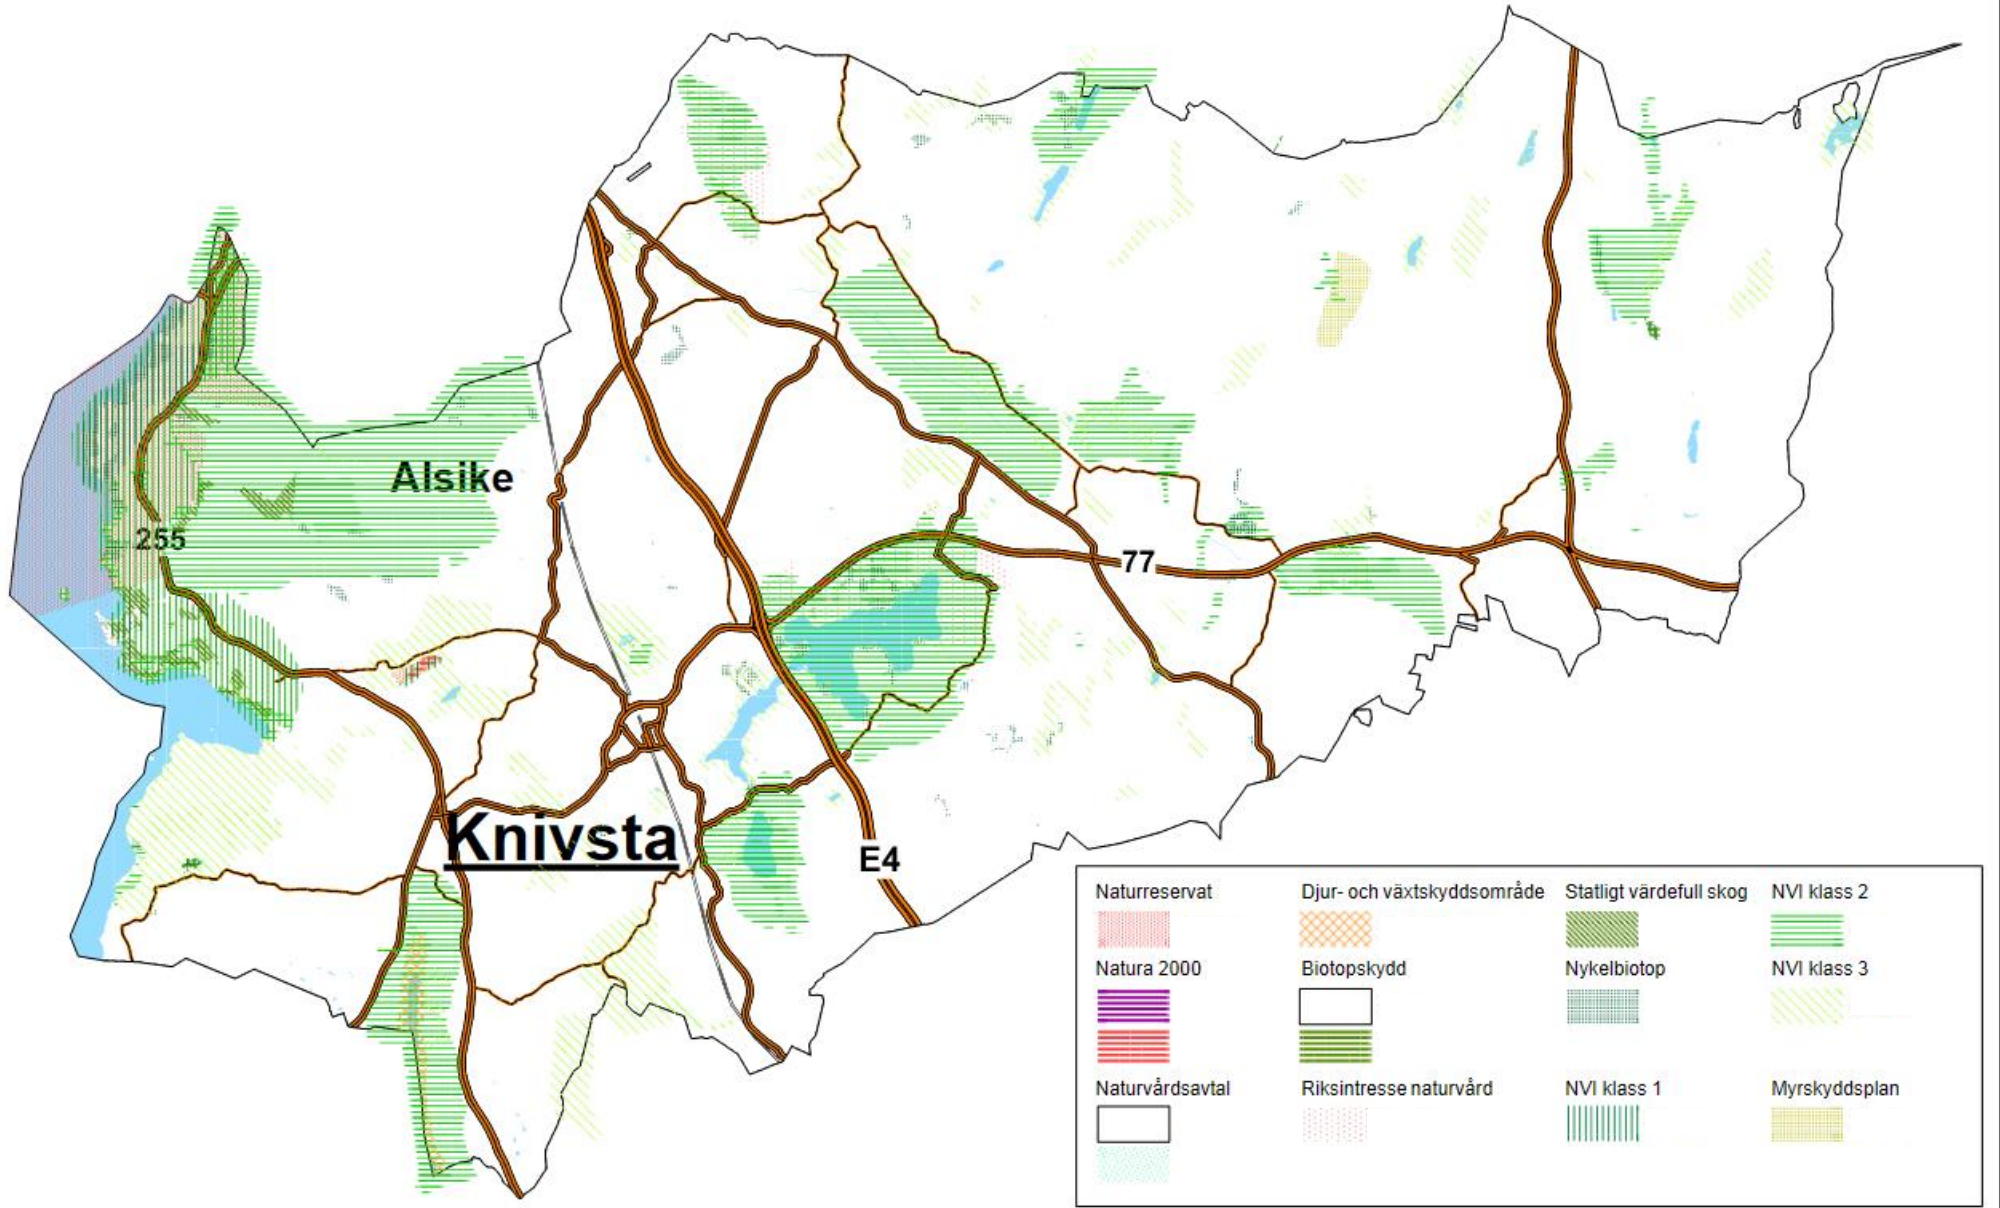 Alsike
255
77
Knivsta
E4
Naturreservat
Djur- och växtskyddsområde
Statligt värdefull skog
NVI klass 2
Natura 2000
Biotopskydd
Nykelbiotop
NVI klass 3
Naturvårdsavtal
Riksintresse naturvård
NVI klass 1
Myrskyddsplan